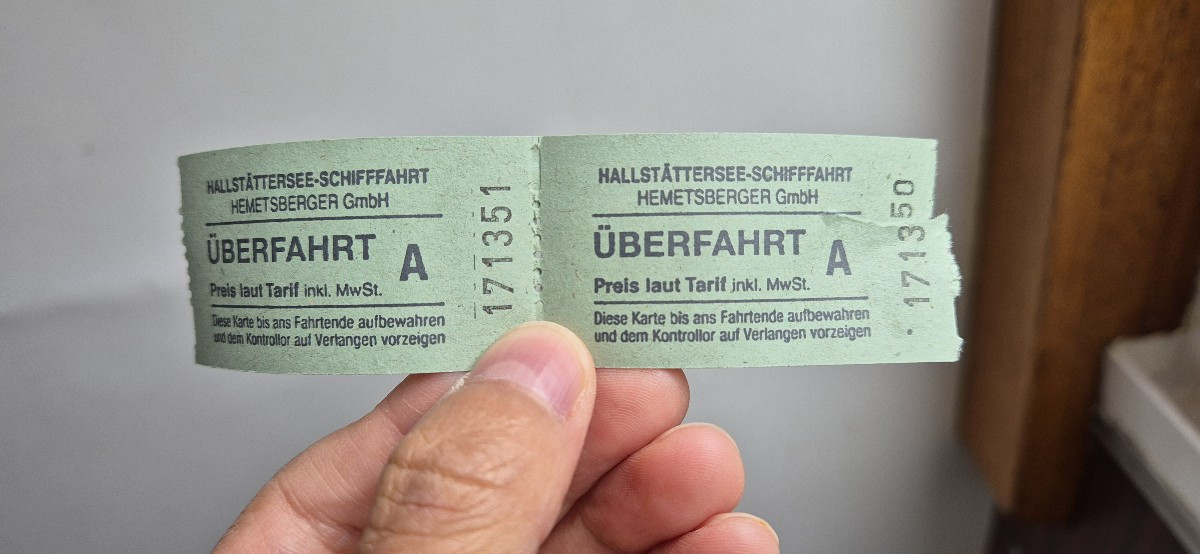 HALLSTÄTTERSEE-SCHIFFFAHRT
HEMETSBERGER GmbH
ÜBERFAHRT A
Preis laut Tarif inkl. MwSt.
Diese Karte bis ans Fahrtende aufbewahren
und dem Kontrollor auf Verlangen vorzeigen
171351
HALLSTÄTTERSEE-SCHIFFFAHRT
HEMETSBERGER GmbH
ÜBERFAHRT A
Preis laut Tarif inkl. MwSt.
Diese Karte bis ans Fahrtende aufbewahren
und dem Kontrollor auf Verlangen vorzeigen
171350